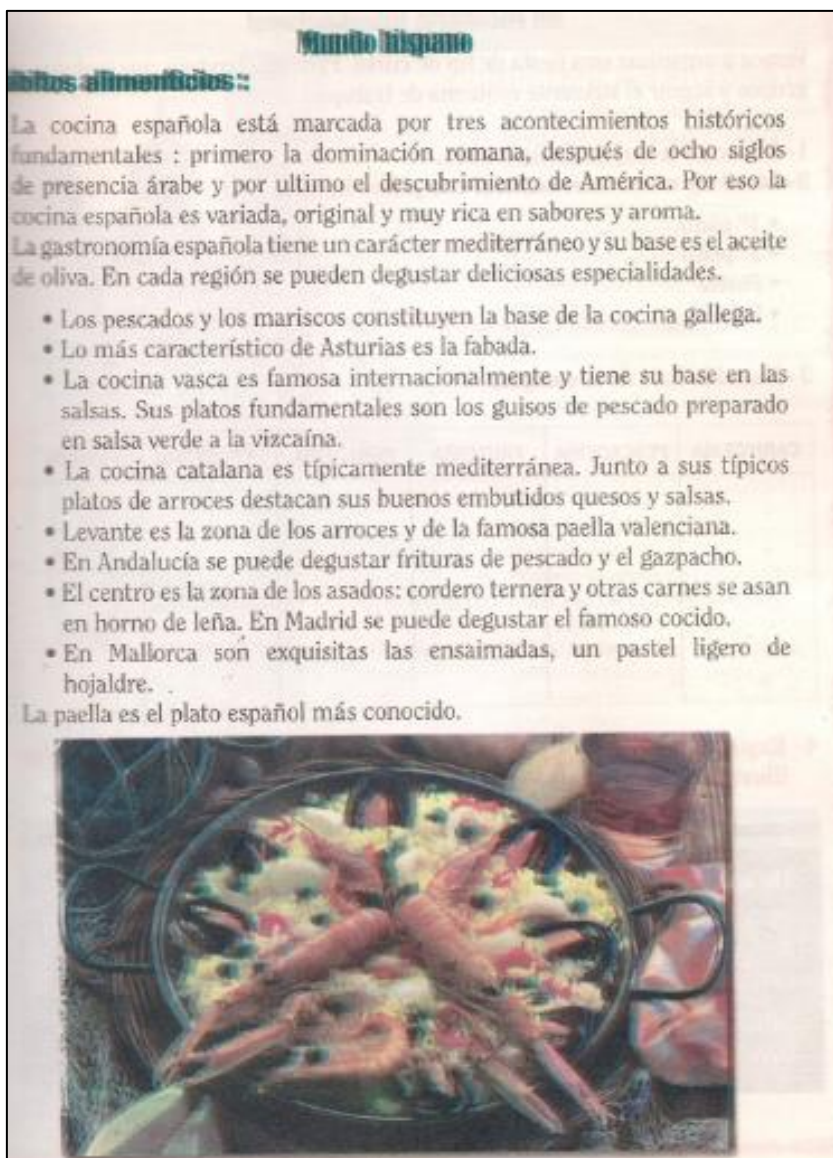 Mundo hispano
bitos alimenticios :
La cocina española está marcada por tres acontecimientos históricos
fundamentales : primero la dominación romana, después de ocho siglos
de presencia árabe y por ultimo el descubrimiento de América. Por eso la
cocina española es variada, original y muy rica en sabores y aroma.
La gastronomía española tiene un carácter mediterráneo y su base es el aceite
de oliva. En cada región se pueden degustar deliciosas especialidades.
• Los pescados y los mariscos constituyen la base de la cocina gallega.
• Lo más característico de Asturias es la fabada.
• La cocina vasca es famosa internacionalmente y tiene su base en las
salsas. Sus platos fundamentales son los guisos de pescado preparado
en salsa verde a la vizcaína.
• La cocina catalana es típicamente mediterránea. Junto a sus típicos
platos de arroces destacan sus buenos embutidos quesos y salsas.
• Levante es la zona de los arroces y de la famosa paella valenciana.
• En Andalucía se puede degustar frituras de pescado y el gazpacho.
• El centro es la zona de los asados: cordero ternera y otras carnes se asan
en horno de leña. En Madrid se puede degustar el famoso cocido.
• En Mallorca son exquisitas las ensaimadas, un pastel ligero de
hojaldre.
La paella es el plato español más conocido.